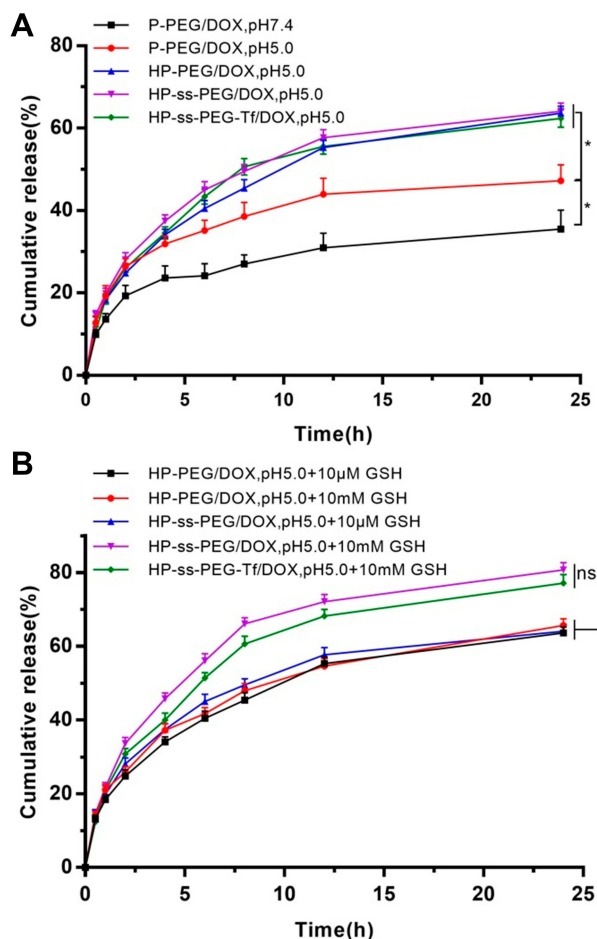 A
P-PEG/DOX,pH7.4
P-PEG/DOX,pH5.0
HP-PEG/DOX,pH5.0
HP-ss-PEG/DOX,pH5.0
HP-ss-PEG-Tf/DOX,pH5.0
80
60
40
20
0
Cumulative release(%)
*
*
0 5 10 15 20 25
Time(h)
B
HP-PEG/DOX,pH5.0+10μM GSH
HP-PEG/DOX,pH5.0+10mM GSH
HP-ss-PEG/DOX,pH5.0+10μM GSH
HP-ss-PEG/DOX,pH5.0+10mM GSH
HP-ss-PEG-Tf/DOX,pH5.0+10mM GSH
80
60
40
20
0
Cumulative release(%)
ns
0 5 10 15 20 25
Time(h)